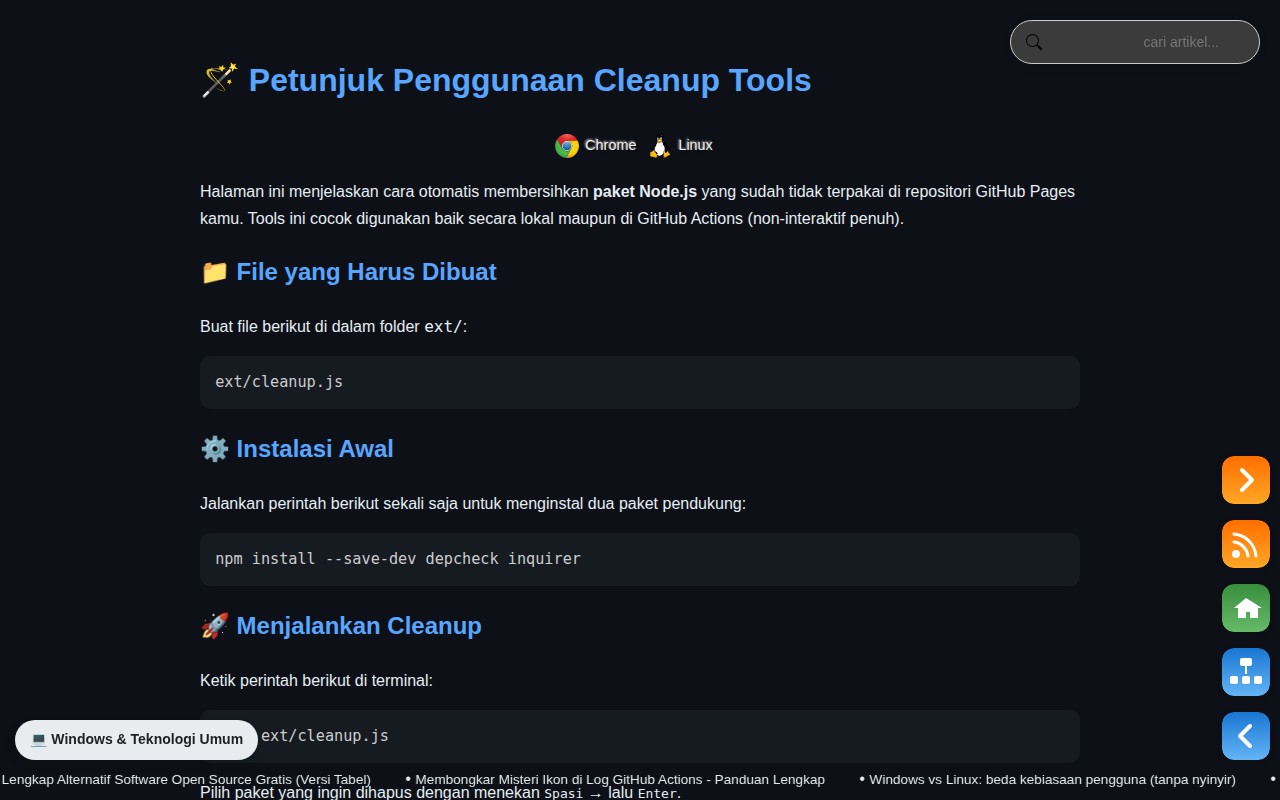 cari artikel...
Petunjuk Penggunaan Cleanup Tools
Chrome Linux
Halaman ini menjelaskan cara otomatis membersihkan paket Node.js yang sudah tidak terpakai di repositori GitHub Pages
kamu. Tools ini cocok digunakan baik secara lokal maupun di GitHub Actions (non-interaktif penuh).
File yang Harus Dibuat
Buat file berikut di dalam folder ext/:
ext/cleanup.js
Instalasi Awal
Jalankan perintah berikut sekali saja untuk menginstal dua paket pendukung:
npm install --save-dev depcheck inquirer
Menjalankan Cleanup
Ketik perintah berikut di terminal:
ext/cleanup.js
Windows & Teknologi Umum
Lengkap Alternatif Software Open Source Gratis (Versi Tabel) • Membongkar Misteri Ikon di Log GitHub Actions - Panduan Lengkap • Windows vs Linux: beda kebiasaan pengguna (tanpa nyinyir) •
Pilih paket yang ingin dihapus dengan menekan Spasi → lalu Enter.